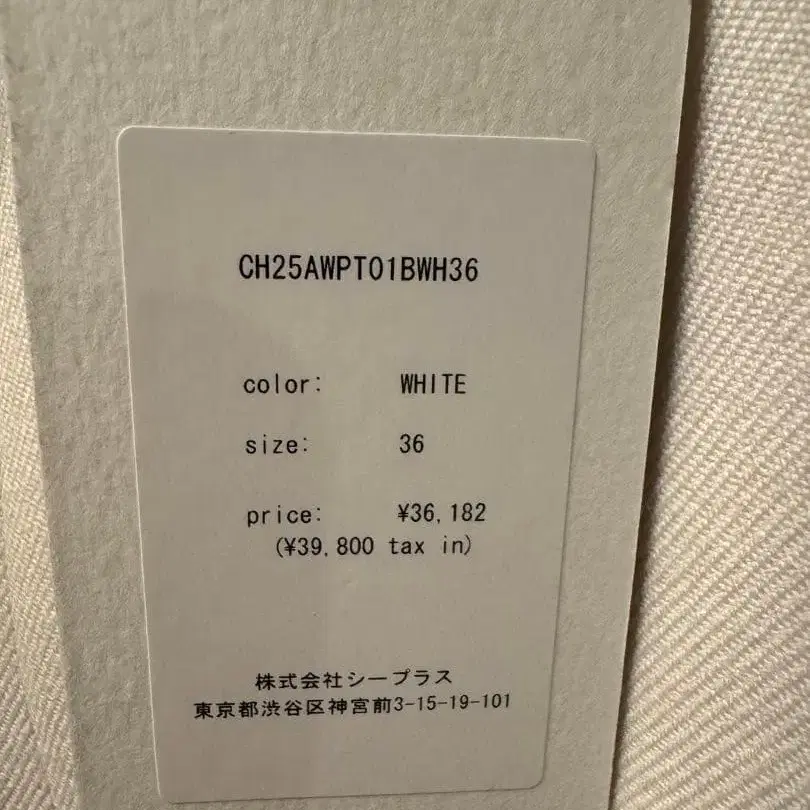 CH25AWPT01BWH36
color: WHITE
size: 36
price: ¥36,182
(¥39,800 tax in)
株式会社シープラス
東京都渋谷区神宮前3-15-19-101